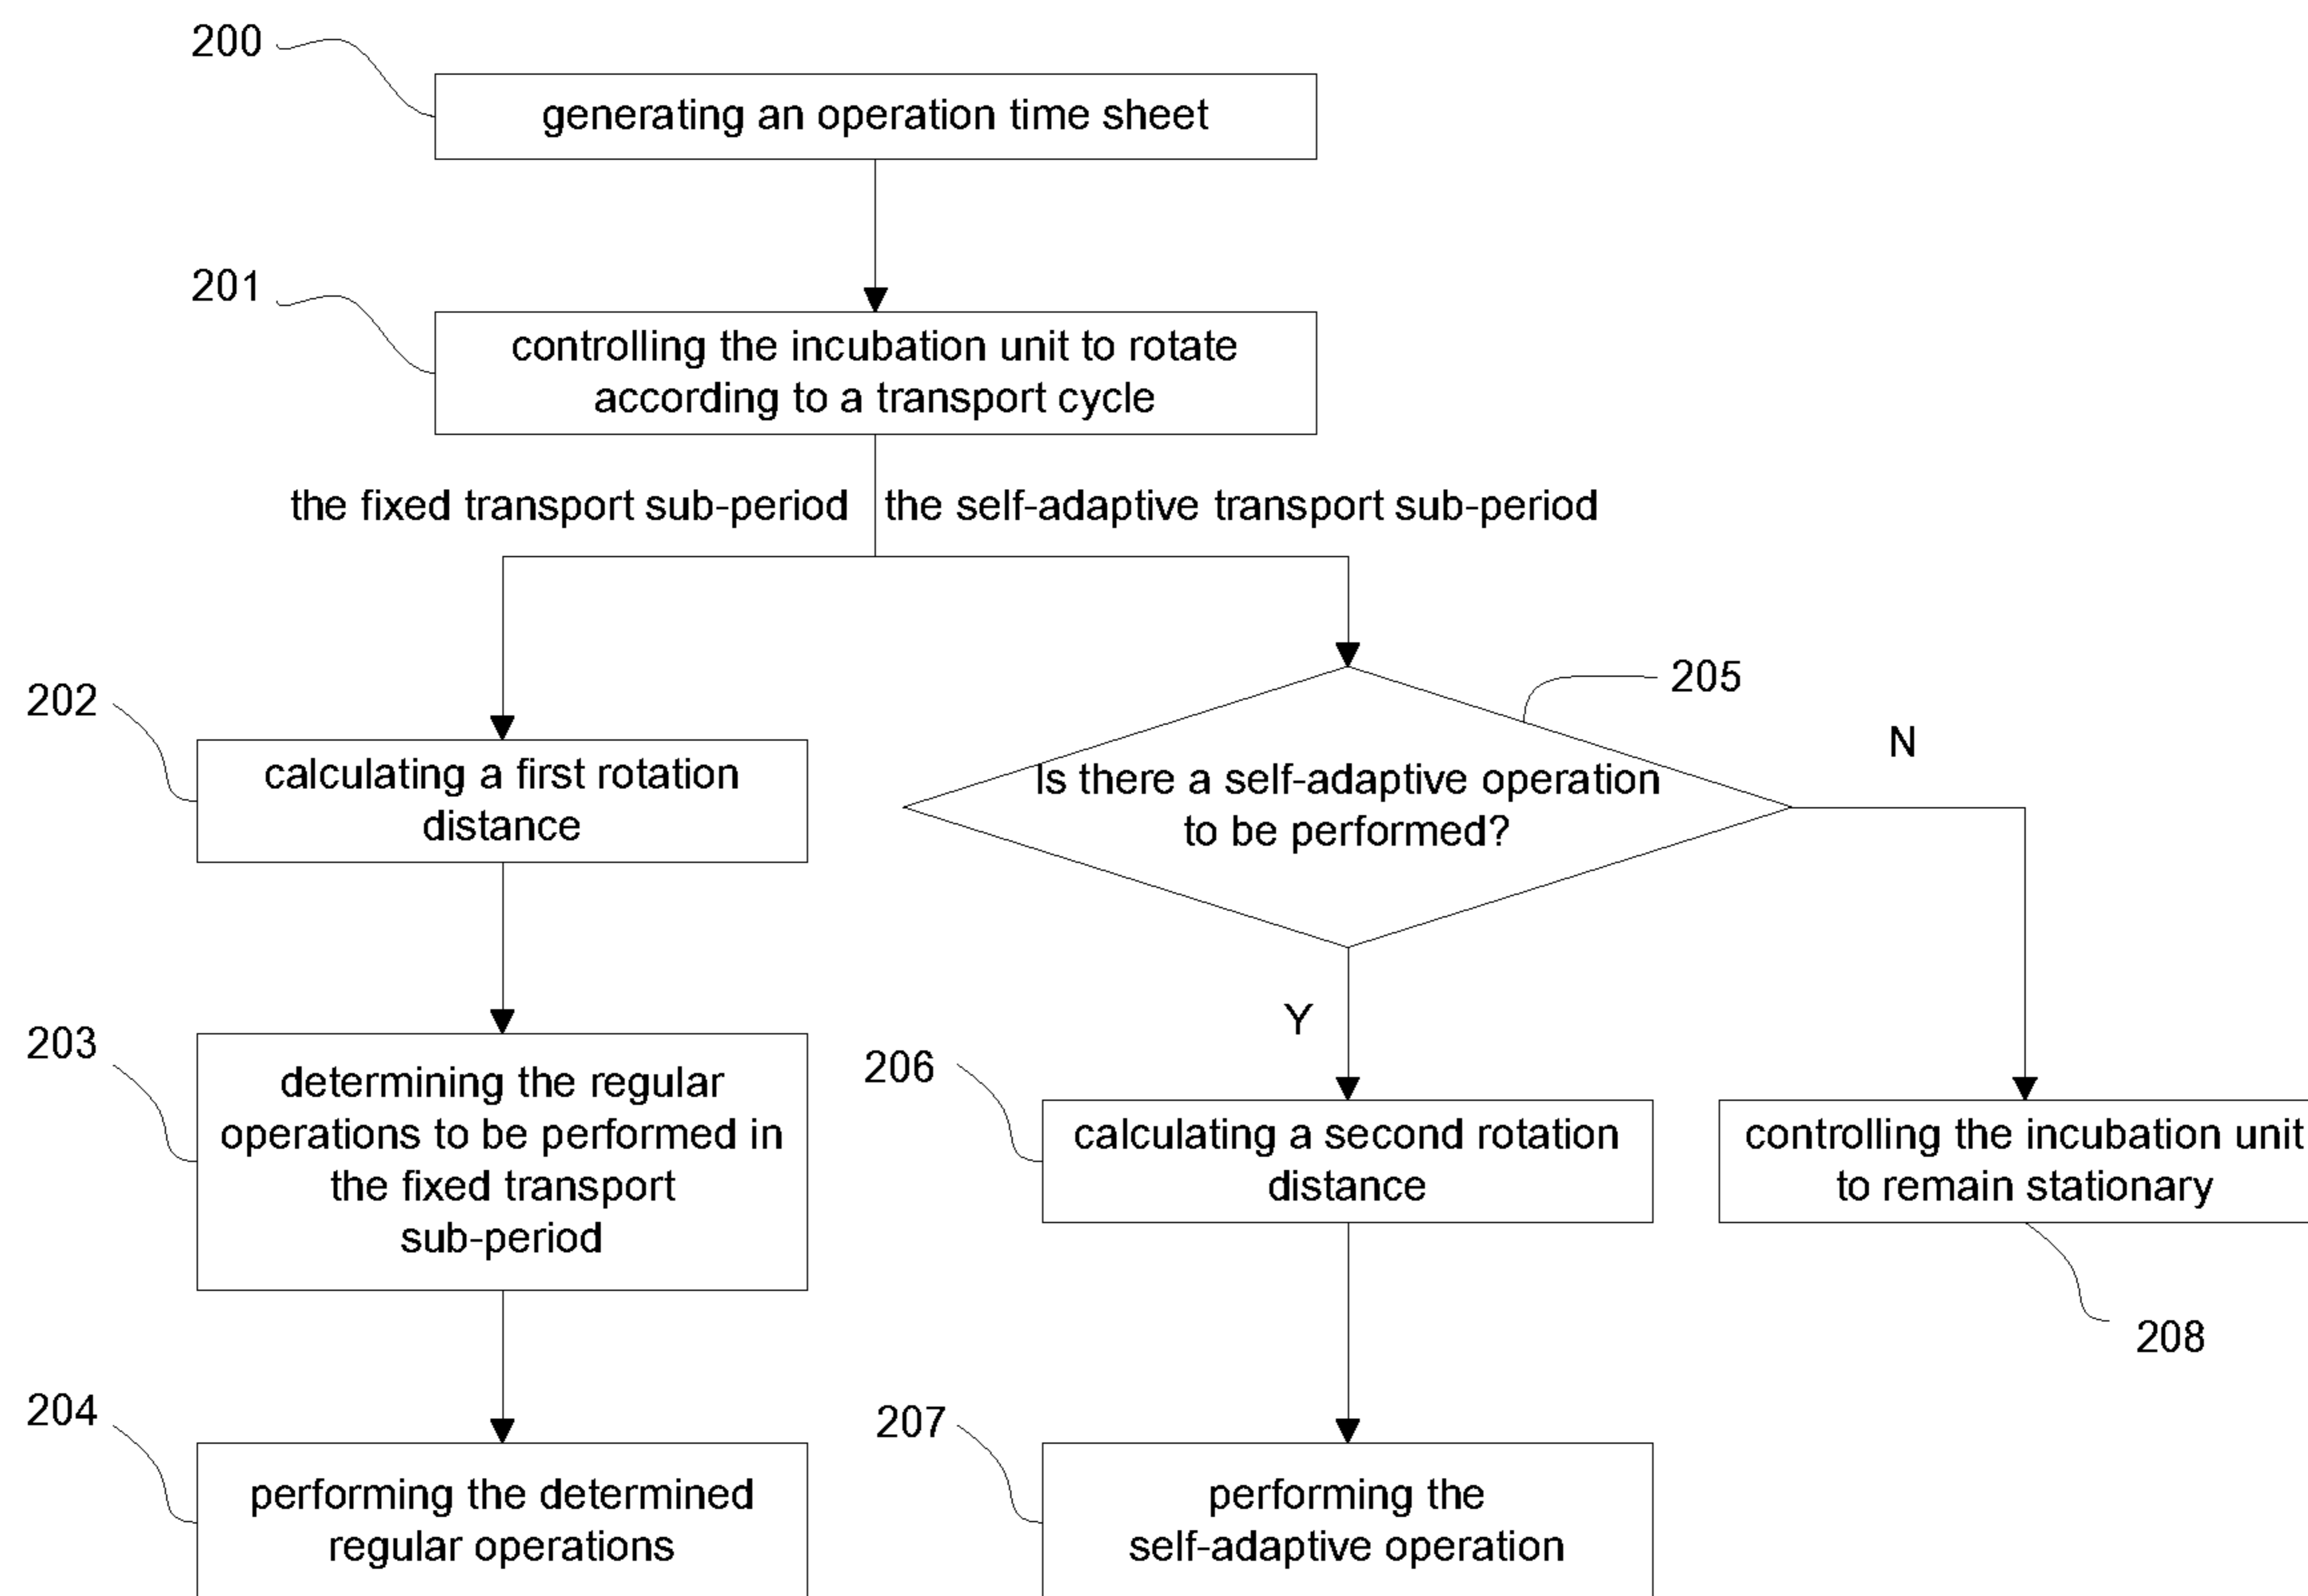 200
generating an operation time sheet
201
controlling the incubation unit to rotate
according to a transport cycle
the fixed transport sub-period
the self-adaptive transport sub-period
202
calculating a first rotation
distance
205
Is there a self-adaptive operation
to be performed?
N
Y
203
determining the regular
operations to be performed in
the fixed transport
sub-period
206
calculating a second rotation
distance
controlling the incubation unit
to remain stationary
208
204
performing the determined
regular operations
207
performing the
self-adaptive operation